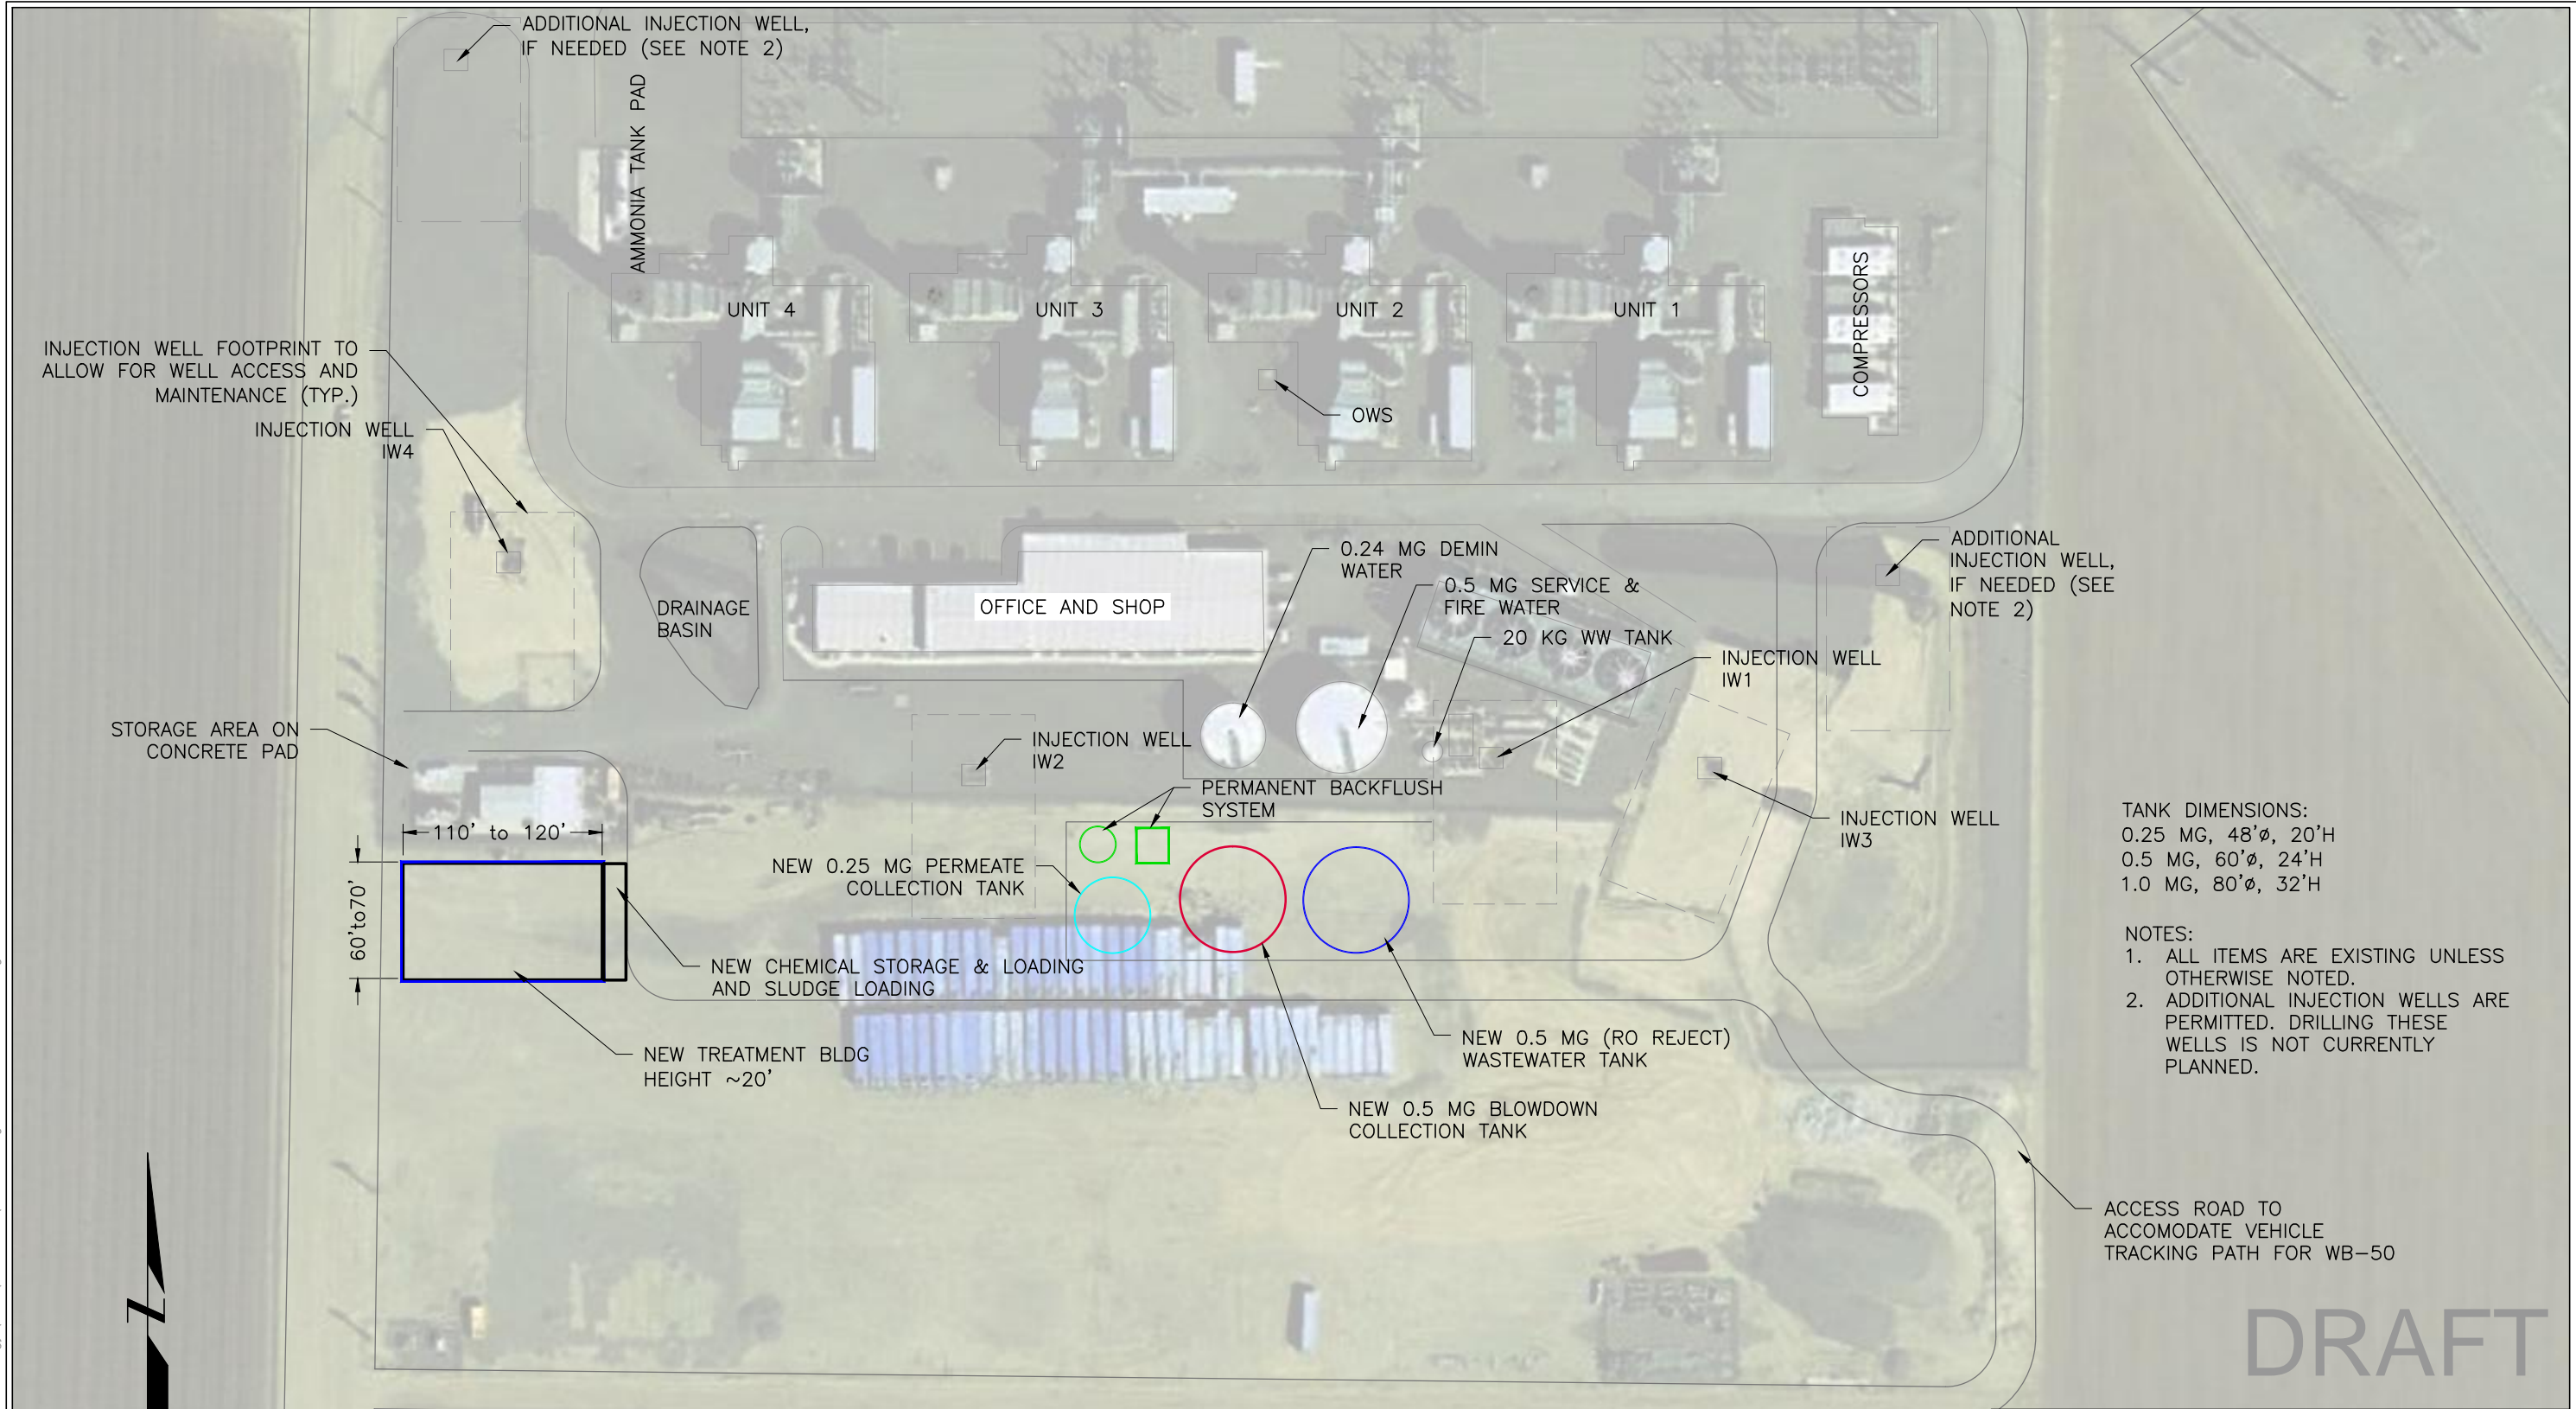 ADDITIONAL INJECTION WELL,
IF NEEDED (SEE NOTE 2)
AMMONIA TANK PAD
UNIT 4
UNIT 3
UNIT 2
UNIT 1
COMPRESSORS
OWS
INJECTION WELL FOOTPRINT TO
ALLOW FOR WELL ACCESS AND
MAINTENANCE (TYP.)
INJECTION WELL
IW4
DRAINAGE
BASIN
OFFICE AND SHOP
0.24 MG DEMIN
WATER
0.5 MG SERVICE &
FIRE WATER
20 KG WW TANK
INJECTION WELL
IW1
ADDITIONAL
INJECTION WELL,
IF NEEDED (SEE
NOTE 2)
STORAGE AREA ON
CONCRETE PAD
INJECTION WELL
IW2
PERMANENT BACKFLUSH
SYSTEM
INJECTION WELL
IW3
110' to 120'
60'to70'
NEW 0.25 MG PERMEATE
COLLECTION TANK
NEW CHEMICAL STORAGE & LOADING
AND SLUDGE LOADING
NEW TREATMENT BLDG
HEIGHT ~20'
NEW 0.5 MG (RO REJECT)
WASTEWATER TANK
NEW 0.5 MG BLOWDOWN
COLLECTION TANK
TANK DIMENSIONS:
0.25 MG, 48'ø, 20'H
0.5 MG, 60'ø, 24'H
1.0 MG, 80'ø, 32'H
NOTES:
1. ALL ITEMS ARE EXISTING UNLESS
OTHERWISE NOTED.
2. ADDITIONAL INJECTION WELLS ARE
PERMITTED. DRILLING THESE
WELLS IS NOT CURRENTLY
PLANNED.
ACCESS ROAD TO
ACCOMODATE VEHICLE
TRACKING PATH FOR WB-50
Z
DRAFT